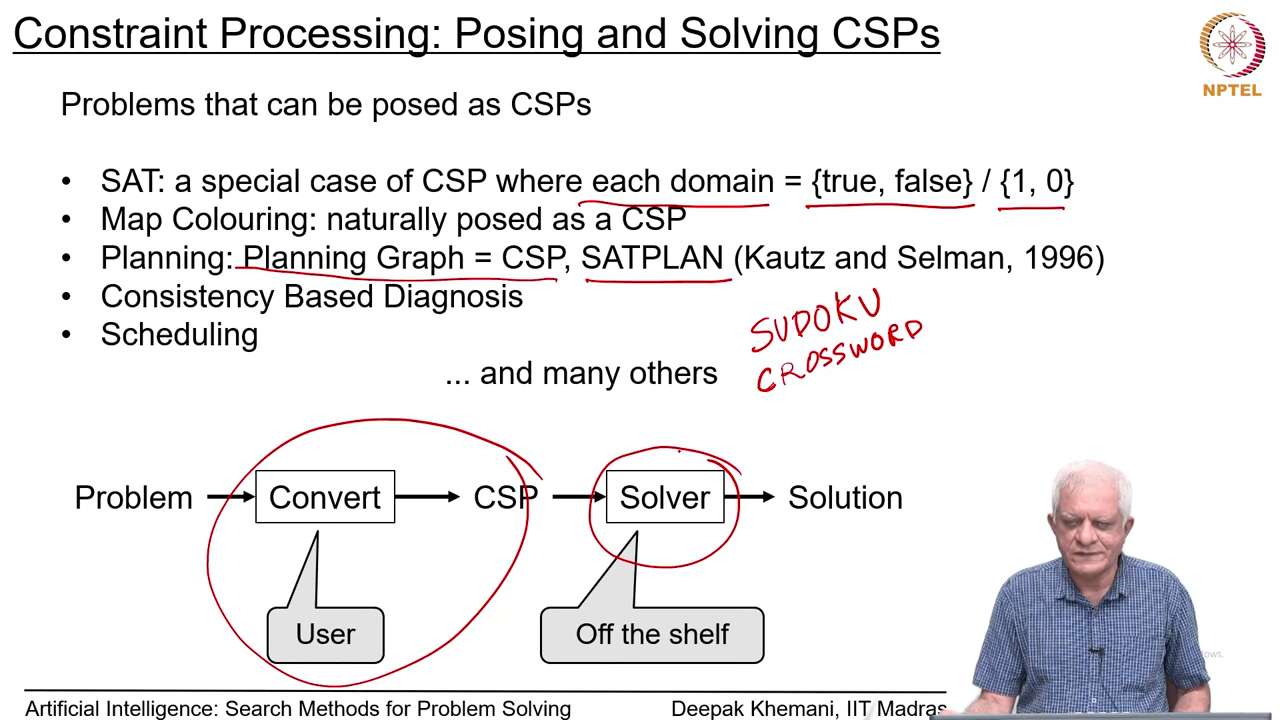 Constraint Processing: Posing and Solving CSPs
NPTEL
Problems that can be posed as CSPs
• SAT: a special case of CSP where each domain = {true, false} / {1, 0}
• Map Colouring: naturally posed as a CSP
• Planning: Planning Graph = CSP, SATPLAN (Kautz and Selman, 1996)
• Consistency Based Diagnosis
• Scheduling
SUDOKU
CROSSWORD
... and many others
Problem Convert CSP Solver Solution
User Off the shelf
Artificial Intelligence: Search Methods for Problem Solving Deepak Khemani, IIT Madras